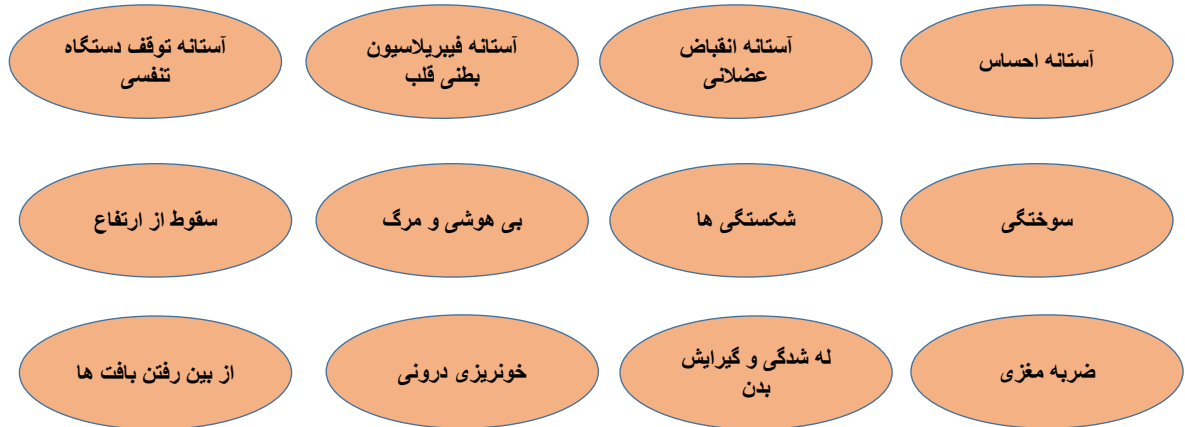 آستانه احساس
آستانه انقباض
عضلانی
آستانه فیبریلاسیون
بطنی قلب
آستانه توقف دستگاه
تنفسی
سوختگی
شکستگی ها
بی هوشی و مرگ
سقوط از ارتفاع
ضربه مغزی
له شدگی و گیرایش
بدن
خونریزی درونی
از بین رفتن بافت ها